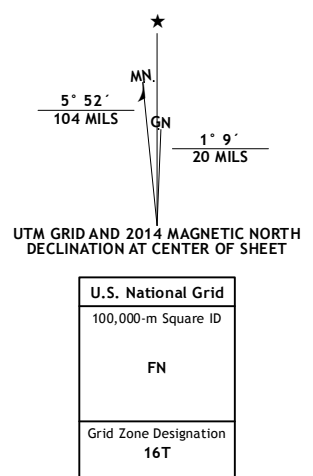 ★
MN.
5° 52´
104 MILS
GN
1° 9´
20 MILS
UTM GRID AND 2014 MAGNETIC NORTH
DECLINATION AT CENTER OF SHEET
U.S. National Grid
100,000-m Square ID
FN
Grid Zone Designation
16T